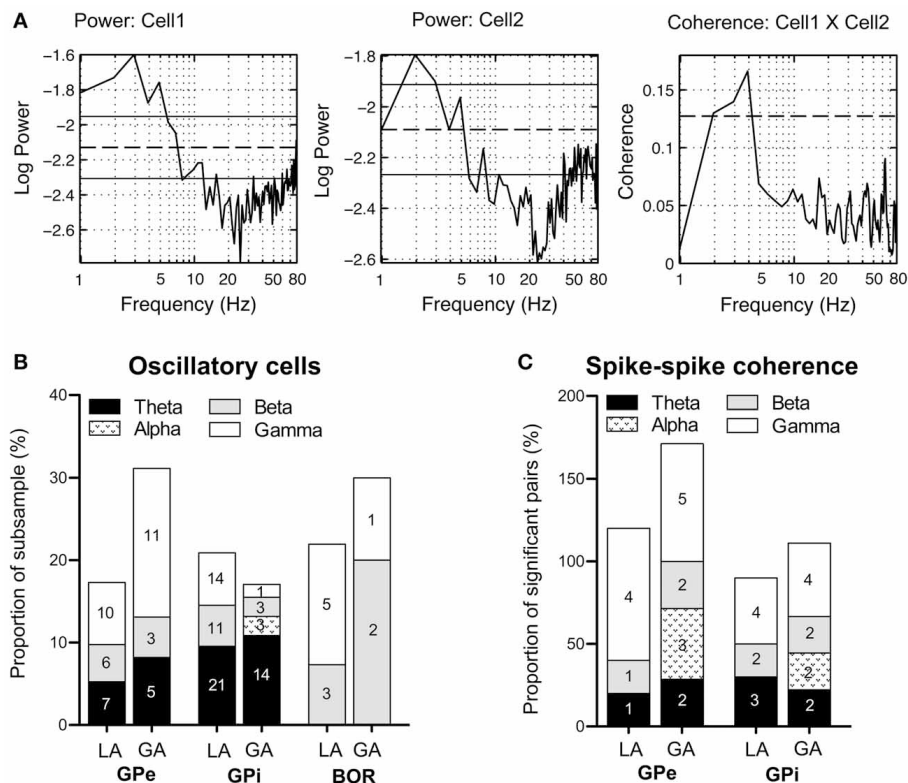 A
Power: Cell1
Power: Cell2
Coherence: Cell1 X Cell2
Log Power
−1.6
−1.8
−2
−2.2
−2.4
−2.6
1 5 10 20 40 80
Frequency (Hz)
Log Power
−1.8
−2
−2.2
−2.4
−2.6
1 5 10 20 40 80
Frequency (Hz)
Coherence
0.15
0.1
0.05
0
1 5 10 20 40 80
Frequency (Hz)
B
Oscillatory cells
Theta
Beta
Alpha
Gamma
Proportion of subsample (%)
40
30
20
10
0
10
6
7
11
3
5
14
11
21
1
3
3
14
5
3
1
2
LA GA LA GA LA GA
GPe GPi BOR
C
Spike-spike coherence
Theta
Beta
Alpha
Gamma
Proportion of significant pairs (%)
200
150
100
50
0
4
1
1
5
2
3
2
4
2
3
4
2
2
2
LA GA LA GA
GPe GPi